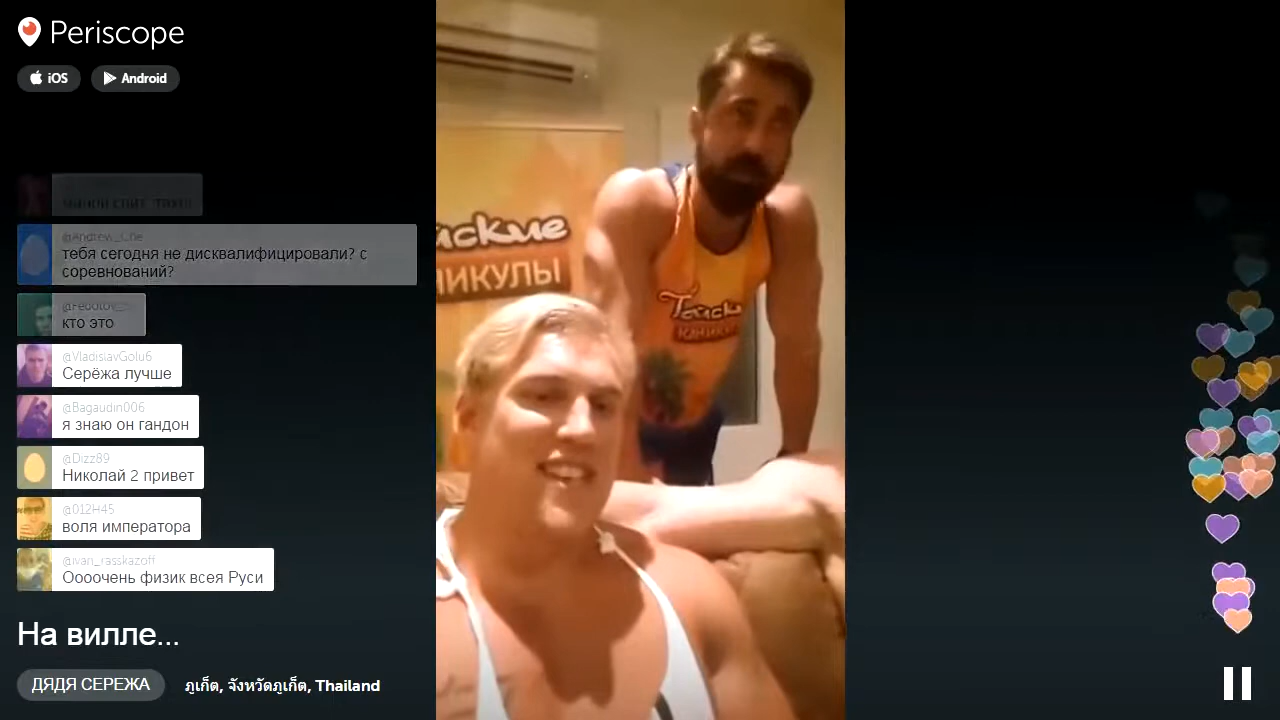 Periscope
iOS
Android
@Andrew_Che
тебя сегодня не дисквалифицировали? с
соревнований?
кто это
@VladislavGolu6
Серёжа лучше
@Bagaudin006
я знаю он гандон
@Dizz89
Николай 2 привет
@012H45
воля императора
@ivan_rasskazoff
Оооочень физик всея Руси
На вилле...
ДЯДЯ СЕРЕЖА
ภูเก็ต, จังหวัดภูเก็ต, Thailand